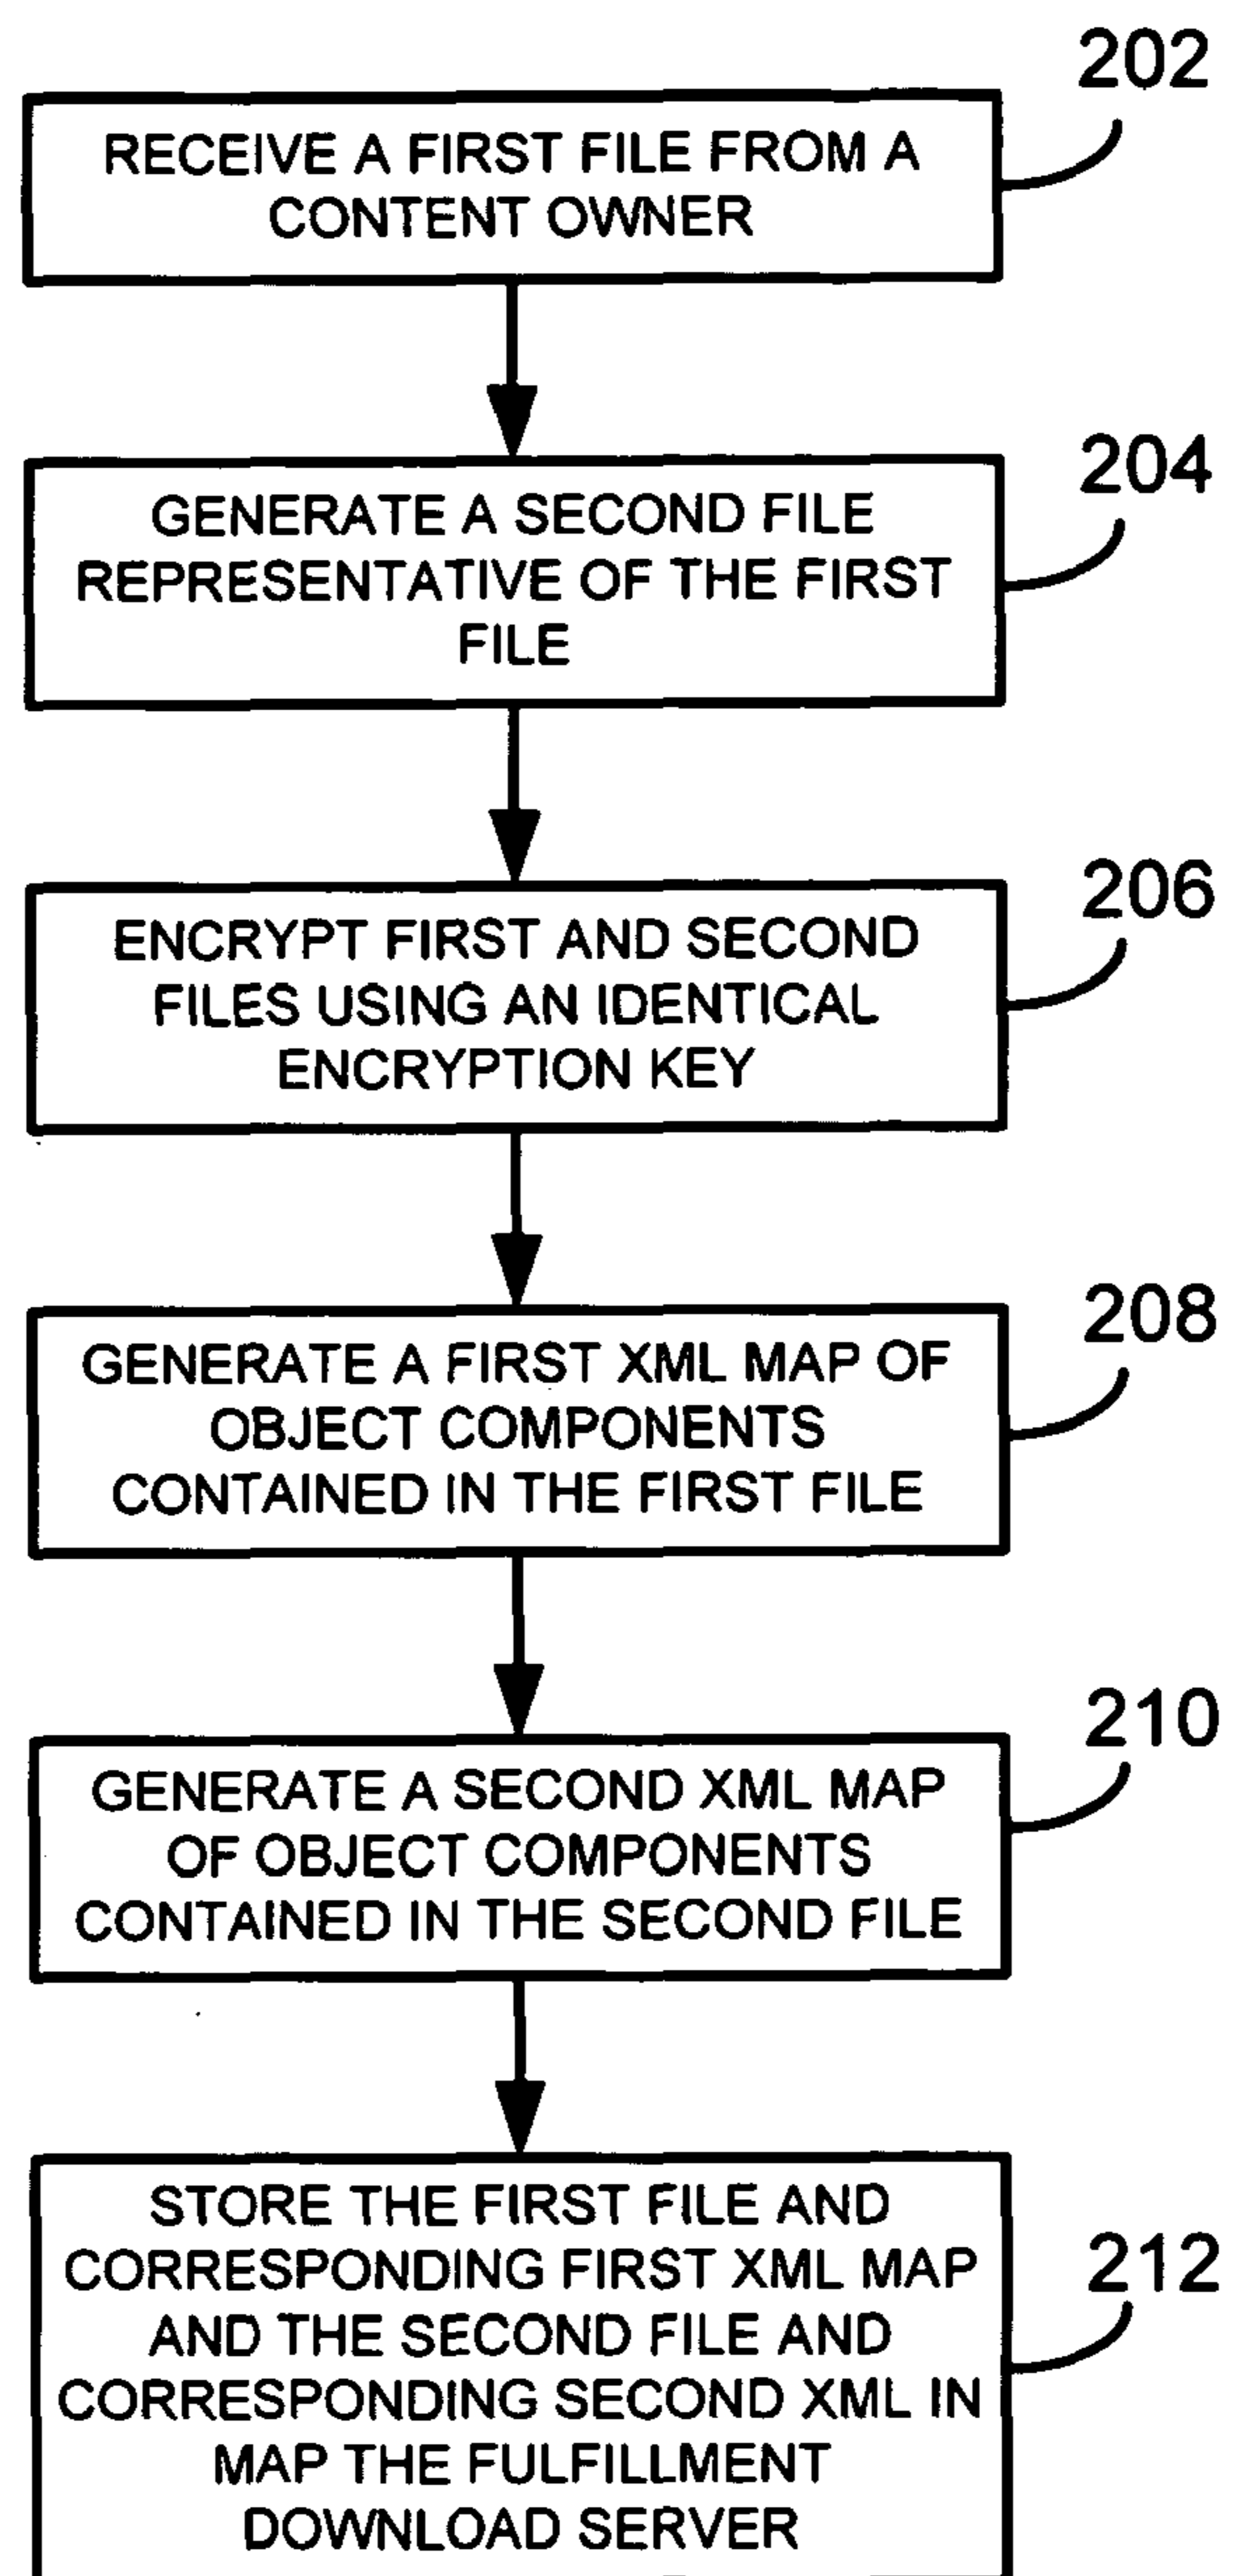 202
RECEIVE A FIRST FILE FROM A
CONTENT OWNER
204
GENERATE A SECOND FILE
REPRESENTATIVE OF THE FIRST
FILE
206
ENCRYPT FIRST AND SECOND
FILES USING AN IDENTICAL
ENCRYPTION KEY
208
GENERATE A FIRST XML MAP OF
OBJECT COMPONENTS
CONTAINED IN THE FIRST FILE
210
GENERATE A SECOND XML MAP
OF OBJECT COMPONENTS
CONTAINED IN THE SECOND FILE
212
STORE THE FIRST FILE AND
CORRESPONDING FIRST XML MAP
AND THE SECOND FILE AND
CORRESPONDING SECOND XML IN
MAP THE FULFILLMENT
DOWNLOAD SERVER